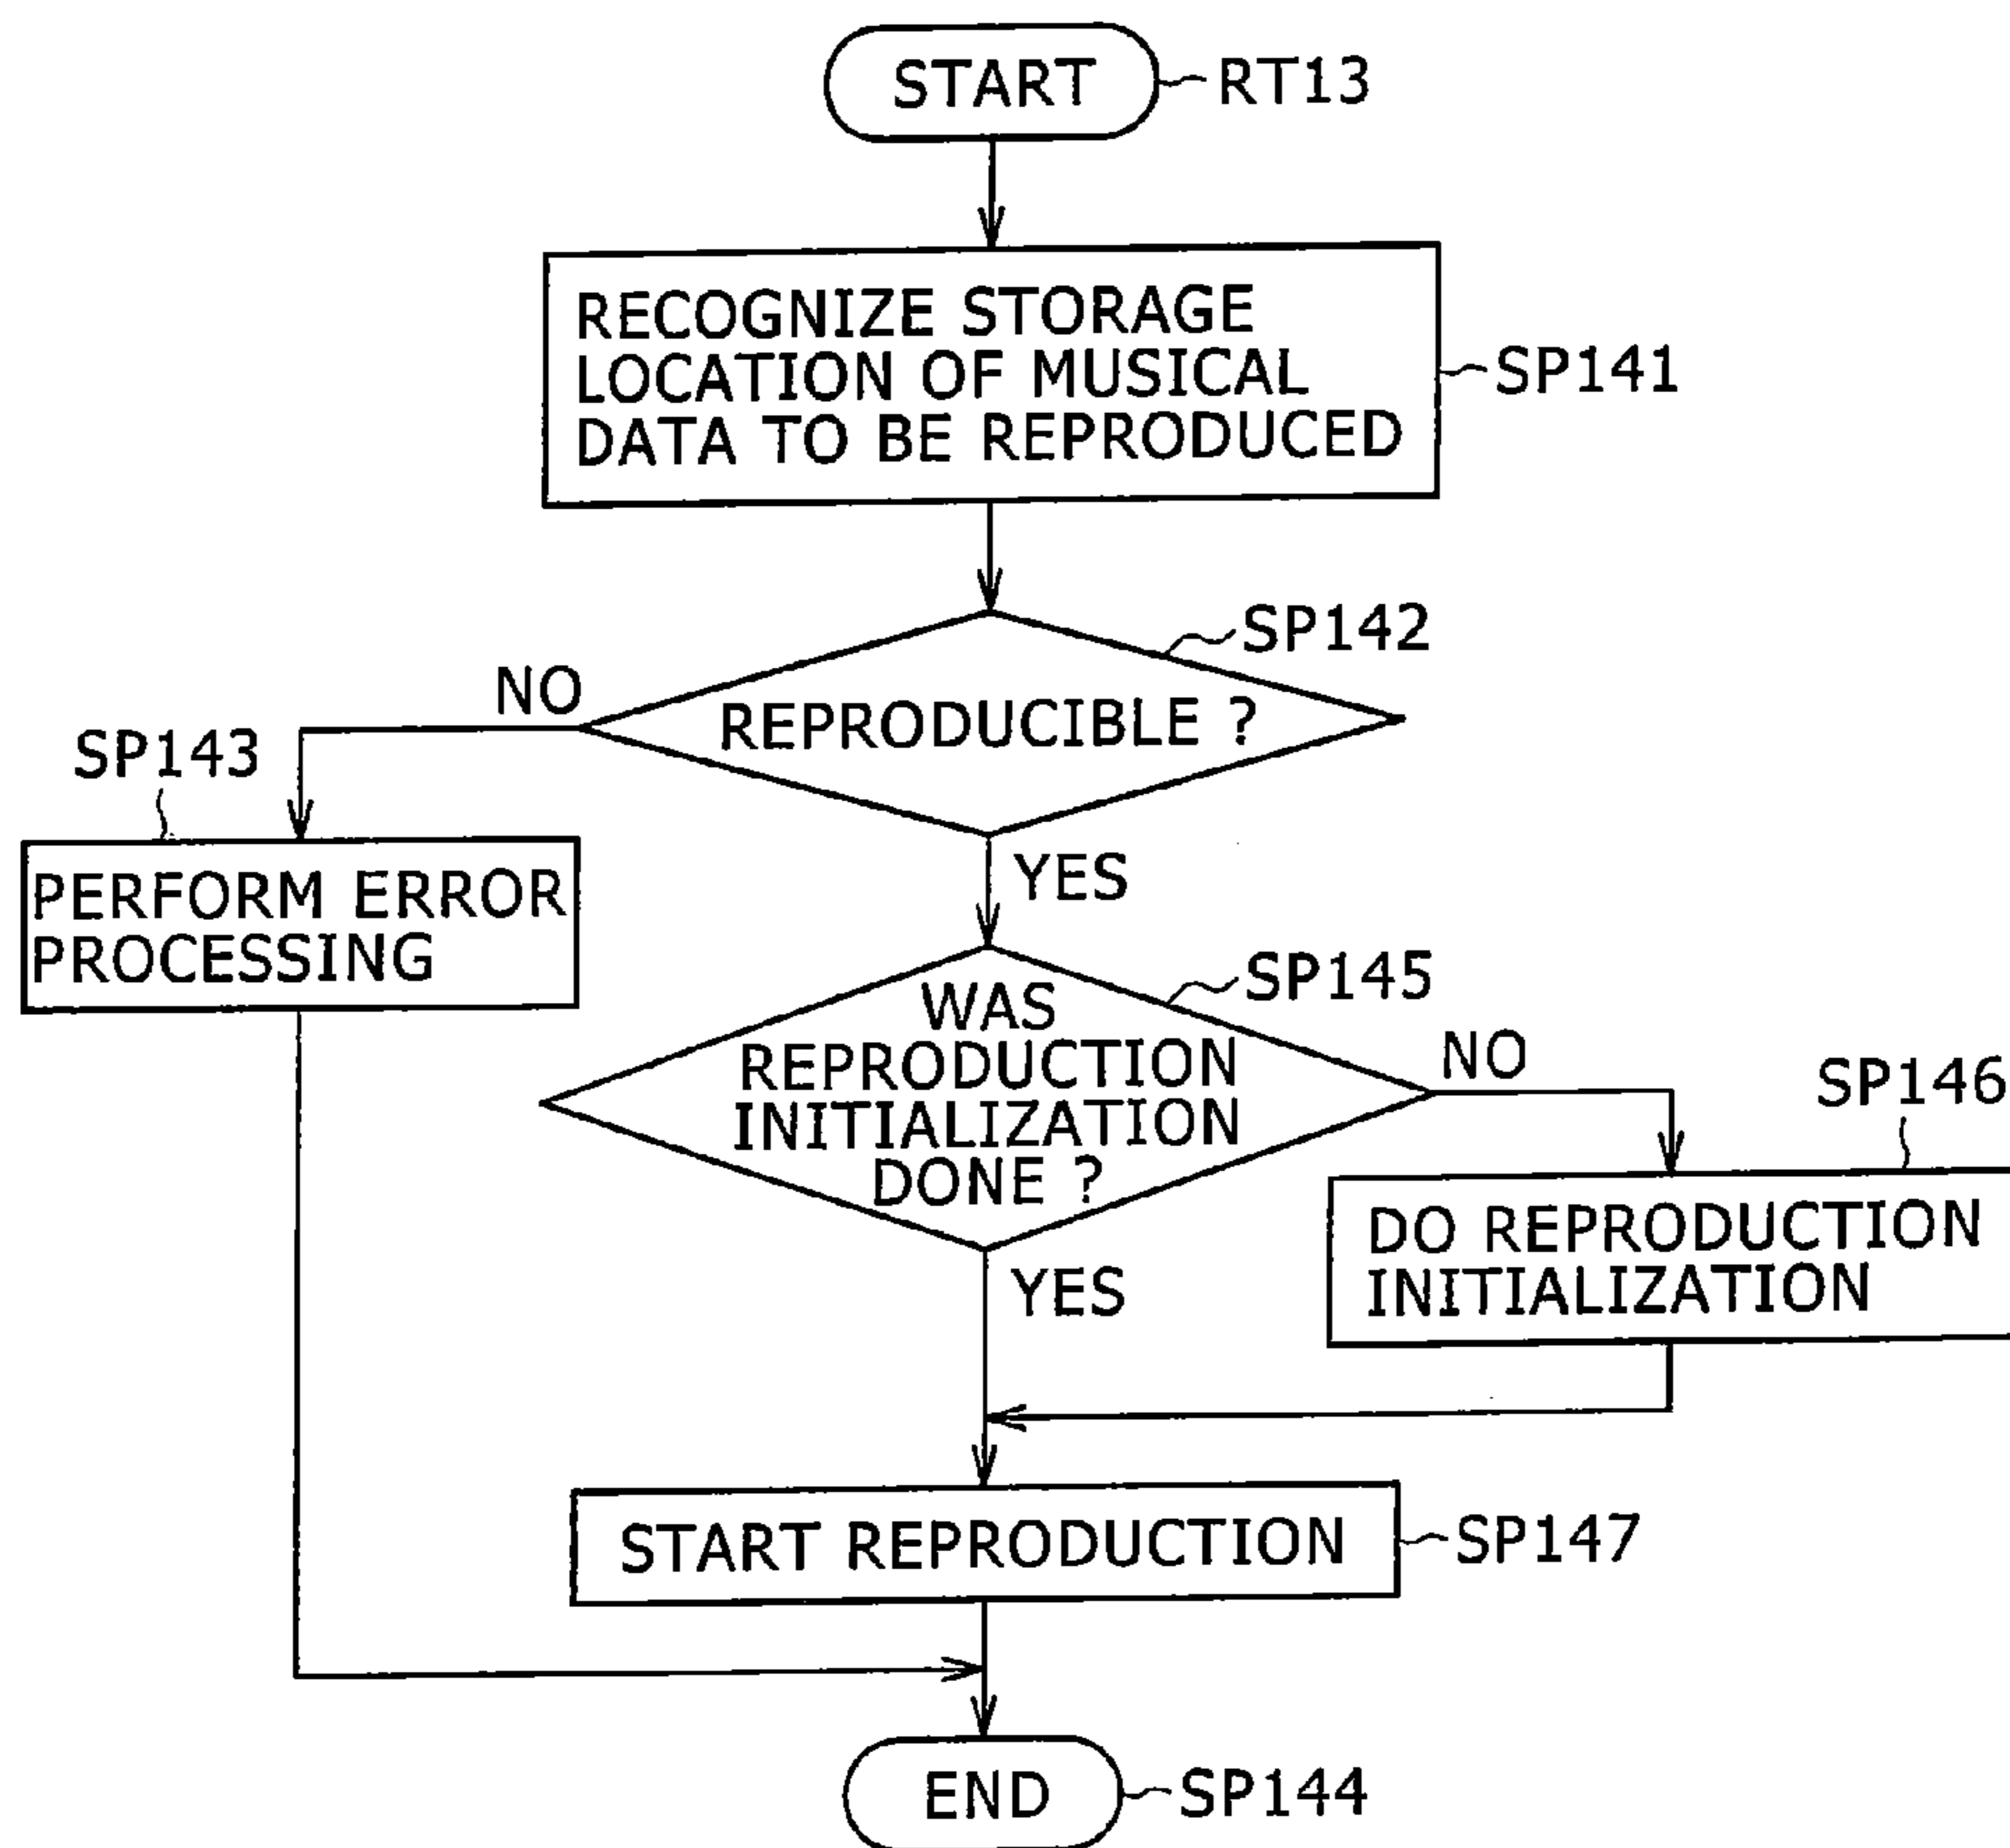 START
RT13
RECOGNIZE STORAGE
LOCATION OF MUSICAL
DATA TO BE REPRODUCED
SP141
SP142
NO
REPRODUCIBLE ?
SP143
PERFORM ERROR
PROCESSING
YES
SP145
WAS
REPRODUCTION
INITIALIZATION
DONE ?
NO
SP146
DO REPRODUCTION
INITIALIZATION
YES
START REPRODUCTION
SP147
END
SP144